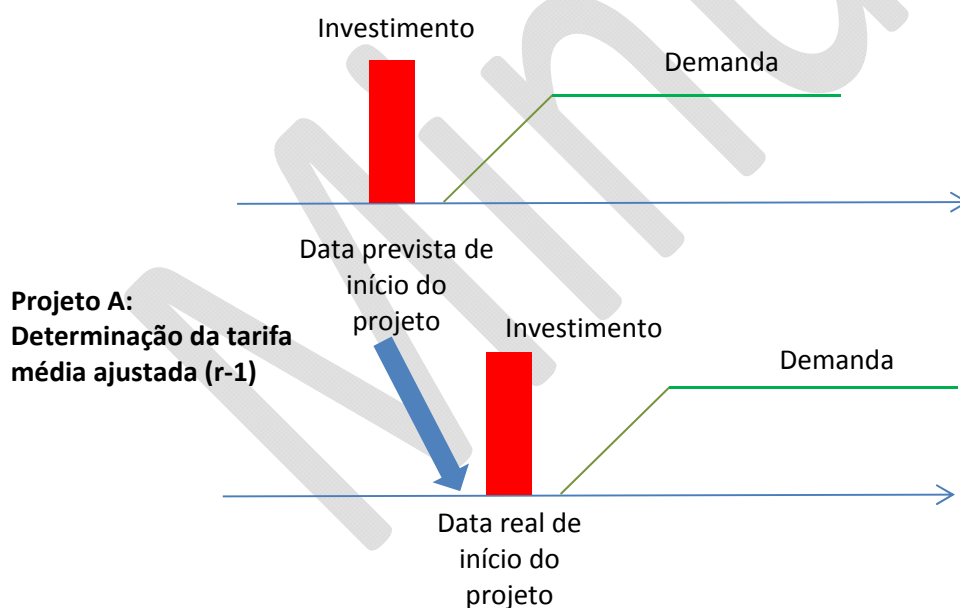 Investimento
Demanda
Data prevista de
início do
projeto
Projeto A:
Determinação da tarifa
média ajustada (r-1)
Investimento
Demanda
Data real de
início do
projeto